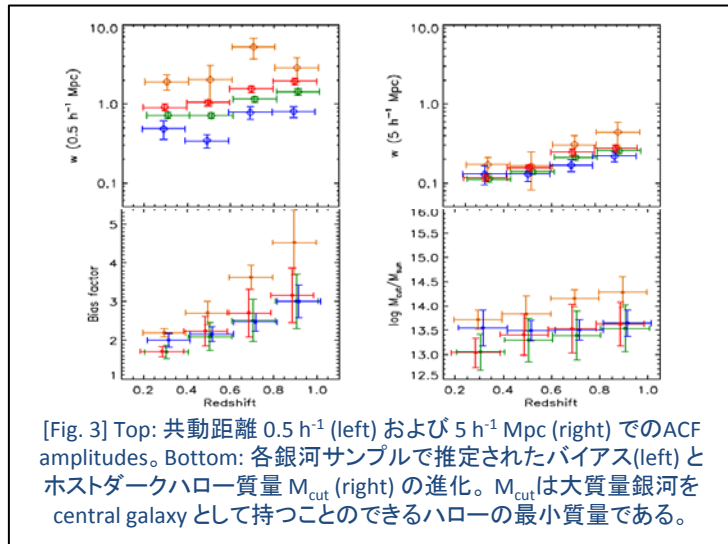 10.0
1.0
0.1
w (0.5 h⁻¹ Mpc)
10.0
1.0
0.1
w (5 h⁻¹ Mpc)
5
4
3
2
Bias factor
0.2 0.4 0.6 0.8 1.0
Redshift
16.0
15.5
15.0
14.5
14.0
13.5
13.0
12.5
log M_cut/M_sun
0.2 0.4 0.6 0.8 1.0
Redshift
[Fig. 3] Top: 共動距離 0.5 h⁻¹ (left) および 5 h⁻¹ Mpc (right) でのACF
amplitudes。Bottom: 各銀河サンプルで推定されたバイアス(left) と
ホストダークハロー質量 M_cut (right) の進化。 M_cutは大質量銀河を
central galaxy として持つことのできるハローの最小質量である。